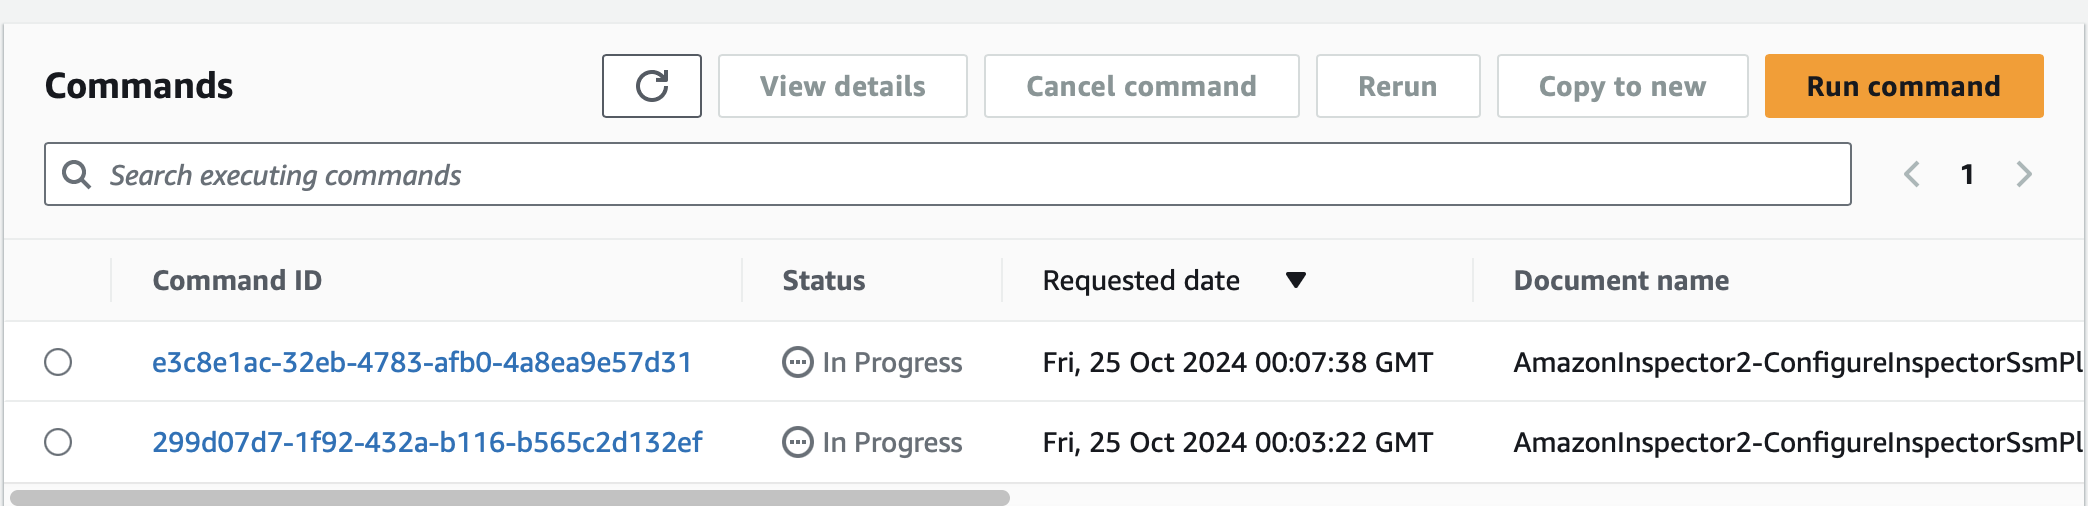 Commands
View details
Cancel command
Rerun
Copy to new
Run command
Search executing commands
1
Command ID Status Requested date Document name
e3c8e1ac-32eb-4783-afb0-4a8ea9e57d31 In Progress Fri, 25 Oct 2024 00:07:38 GMT AmazonInspector2-ConfigureInspectorSsmPl
299d07d7-1f92-432a-b116-b565c2d132ef In Progress Fri, 25 Oct 2024 00:03:22 GMT AmazonInspector2-ConfigureInspectorSsmPl